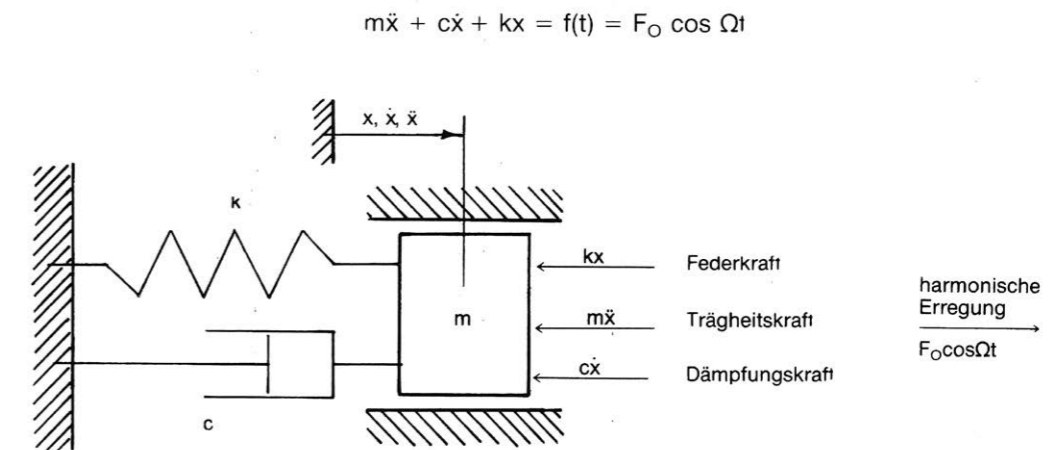 mẍ + cẋ + kx = f(t) = F₀ cos Ωt
x, ẋ, ẍ
k
kx
Federkraft
m
mẍ
Trägheitskraft
cẋ
Dämpfungskraft
c
harmonische
Erregung
F₀cosΩt